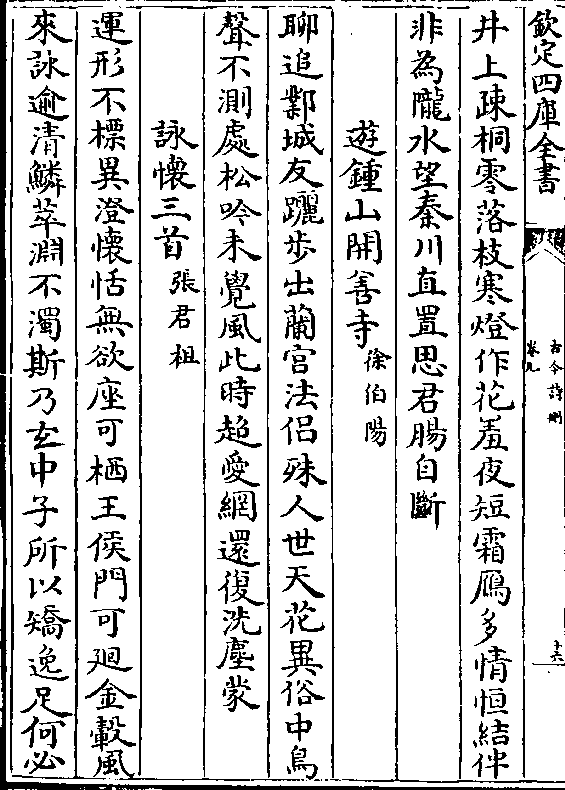 欽定四庫全書
古今詩刪
卷九
十六
井上疎桐零落枝寒燈作花羞夜短霜鴈多情恒結伴
非為隴水望秦川直置思君腸自斷
遊鍾山開善寺徐伯陽
聊追鄴城友躧步出蘭宫法侣殊人世天花異俗中鳥
聲不測處松吟未覺風此時超愛網還復洗塵蒙
詠懷三首張君祖
運形不標異澄懷恬無欲座可栖王侯門可廻金轂風
來詠逾清鱗萃淵不濁斯乃玄中子所以矯逸足何必